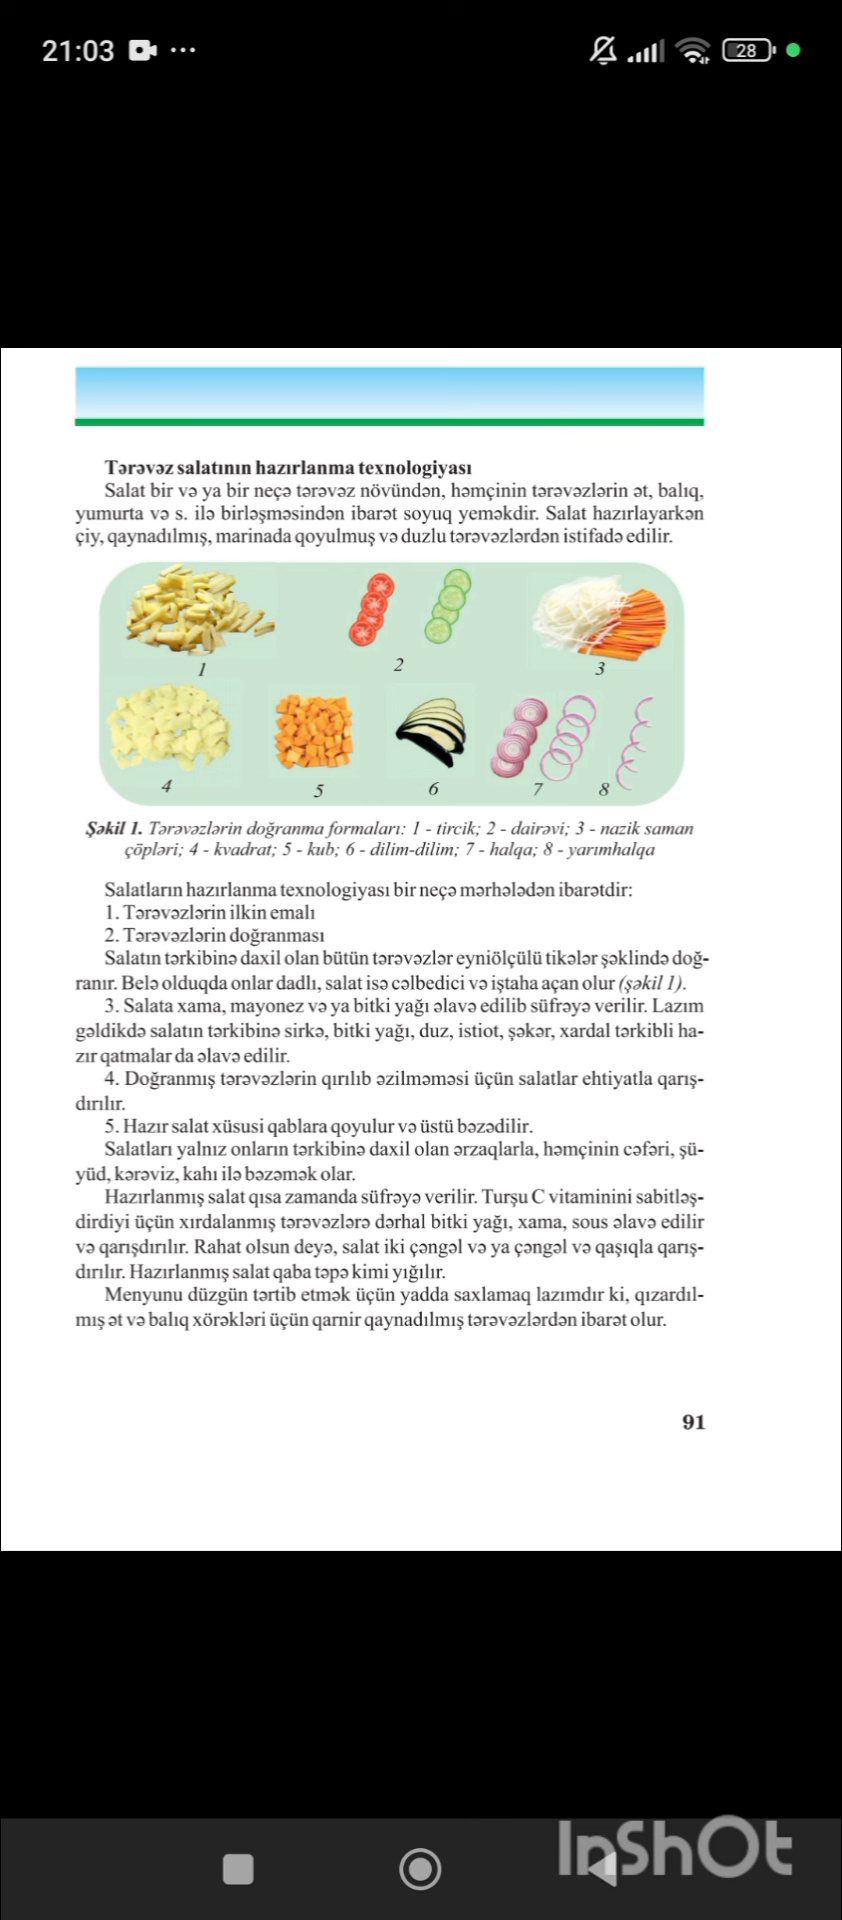 21:03
28
Tərəvəz salatının hazırlanma texnologiyası
Salat bir və ya bir neçə tərəvəz növündən, həmçinin tərəvəzlərin ət, balıq,
yumurta və s. ilə birləşməsindən ibarət soyuq yeməkdir. Salat hazırlayarkən
çiy, qaynadılmış, marinada qoyulmuş və duzlu tərəvəzlərdən istifadə edilir.
1
2
3
4
5
6
7
8
Şəkil 1. Tərəvəzlərin doğranma formaları: 1 - tircik; 2 - dairəvi; 3 - nazik saman
çöpləri; 4 - kvadrat; 5 - kub; 6 - dilim-dilim; 7 - halqa; 8 - yarımhalqa
Salatların hazırlanma texnologiyası bir neçə mərhələdən ibarətdir:
1. Tərəvəzlərin ilkin emalı
2. Tərəvəzlərin doğranması
Salatın tərkibinə daxil olan bütün tərəvəzlər eyniölçülü tikələr şəklində doğ-
ranır. Belə olduqda onlar dadlı, salat isə cəlbedici və iştaha açan olur (şəkil 1).
3. Salata xama, mayonez və ya bitki yağı əlavə edilib süfrəyə verilir. Lazım
gəldikdə salatın tərkibinə sirkə, bitki yağı, duz, istiot, şəkər, xardal tərkibli ha-
zır qatmalar da əlavə edilir.
4. Doğranmış tərəvəzlərin qırılıb əzilməməsi üçün salatlar ehtiyatla qarış-
dırılır.
5. Hazır salat xüsusi qablara qoyulur və üstü bəzədilir.
Salatları yalnız onların tərkibinə daxil olan ərzaqlarla, həmçinin cəfəri, şü-
yüd, kərəviz, kahı ilə bəzəmək olar.
Hazırlanmış salat qısa zamanda süfrəyə verilir. Turşu C vitaminini sabitləş-
dirdiyi üçün xırdalanmış tərəvəzlərə dərhal bitki yağı, xama, sous əlavə edilir
və qarışdırılır. Rahat olsun deyə, salat iki çəngəl və ya çəngəl və qaşıqla qarış-
dırılır. Hazırlanmış salat qaba təpə kimi yığılır.
Menyunu düzgün tərtib etmək üçün yadda saxlamaq lazımdır ki, qızardıl-
mış ət və balıq xörəkləri üçün qarnir qaynadılmış tərəvəzlərdən ibarət olur.
91
InShOt